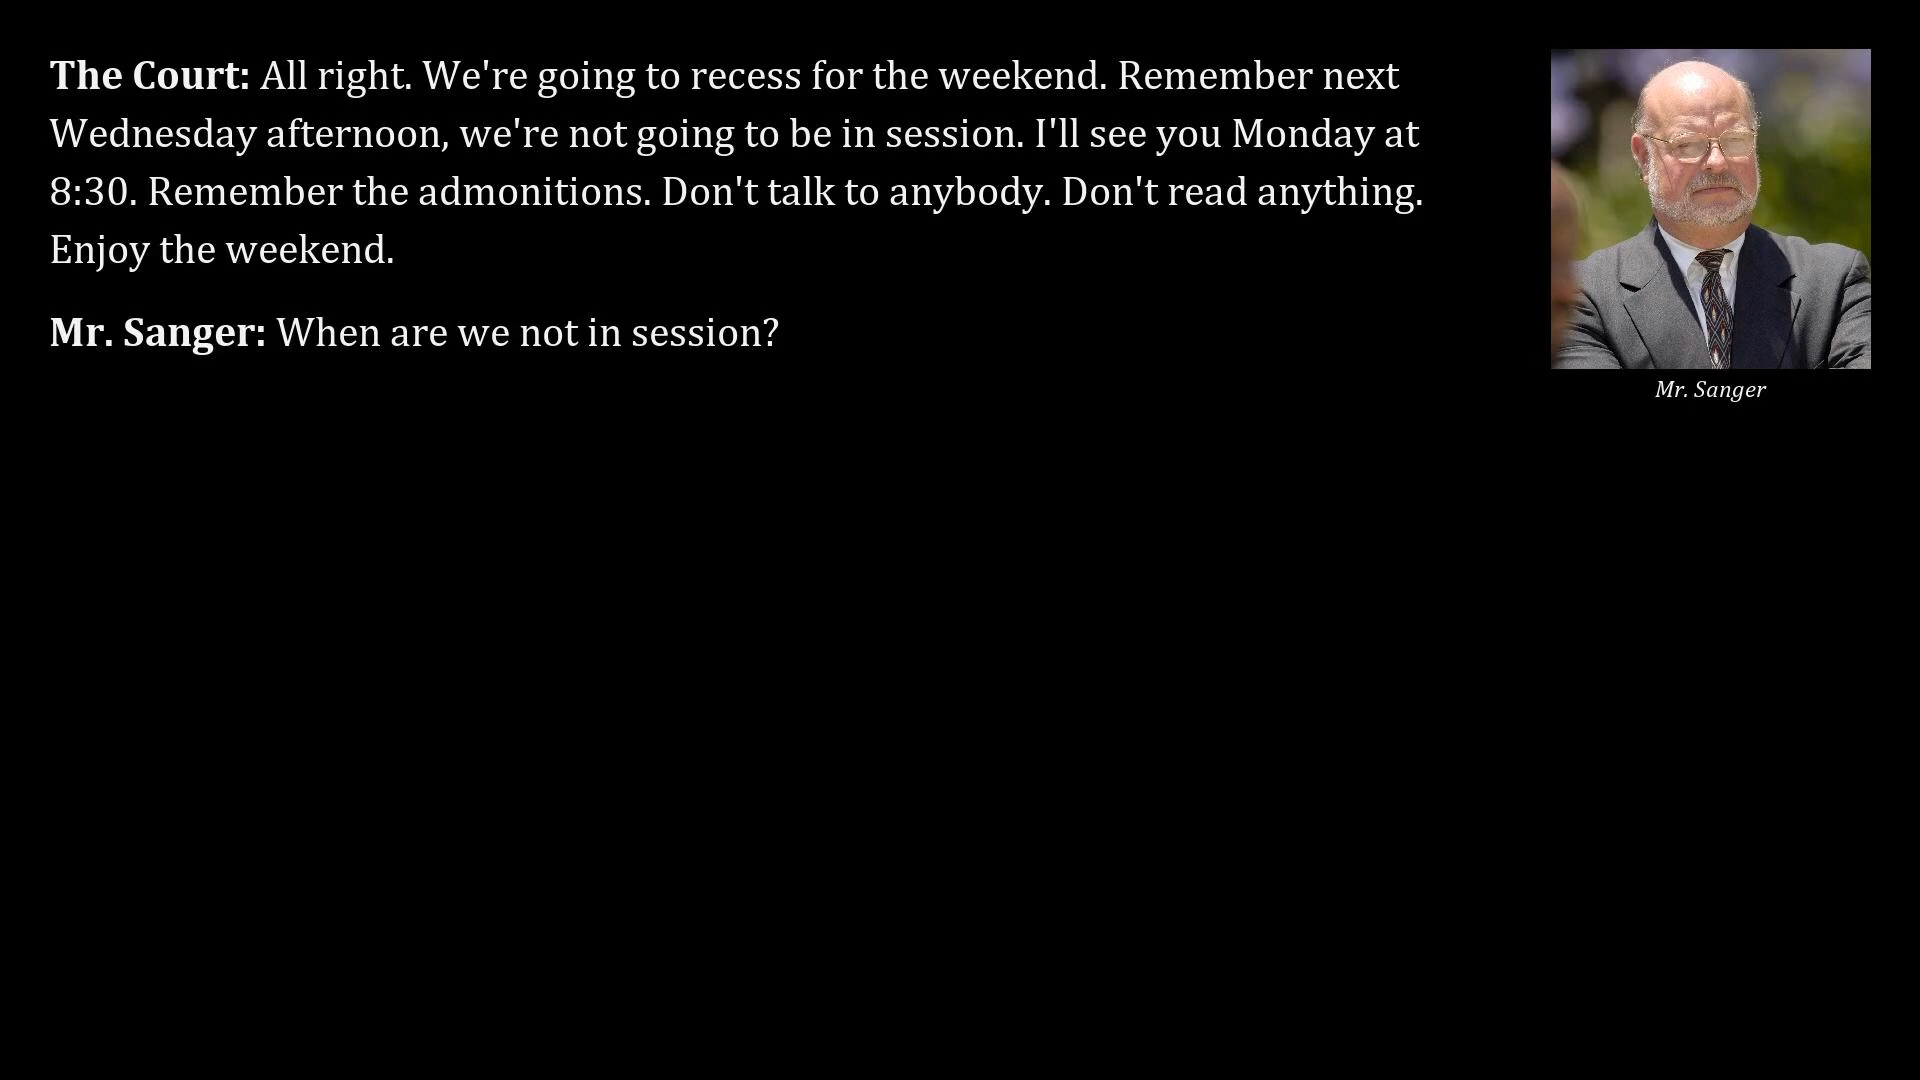 The Court: All right. We're going to recess for the weekend. Remember next
Wednesday afternoon, we're not going to be in session. I'll see you Monday at
8:30. Remember the admonitions. Don't talk to anybody. Don't read anything.
Enjoy the weekend.
Mr. Sanger: When are we not in session?
Mr. Sanger